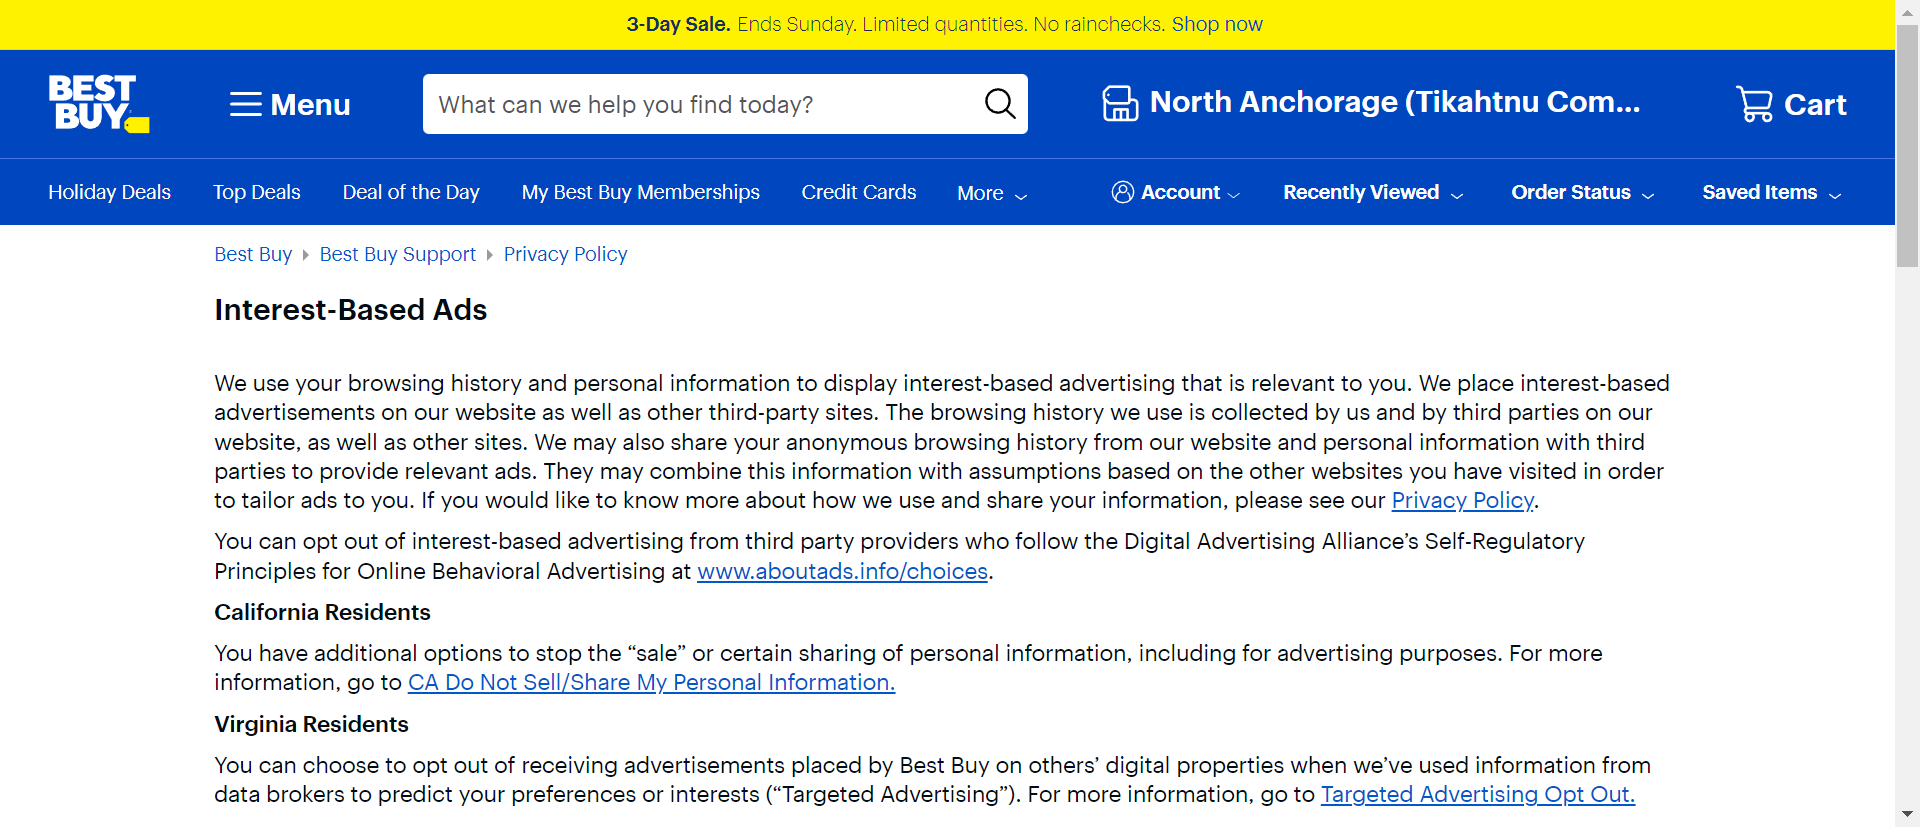 3-Day Sale. Ends Sunday. Limited quantities. No rainchecks. Shop now
BEST
BUY
Menu
What can we help you find today?
North Anchorage (Tikahtnu Com...
Cart
Holiday Deals
Top Deals
Deal of the Day
My Best Buy Memberships
Credit Cards
More
Account
Recently Viewed
Order Status
Saved Items
Best Buy
Best Buy Support
Privacy Policy
Interest-Based Ads
We use your browsing history and personal information to display interest-based advertising that is relevant to you. We place interest-based
advertisements on our website as well as other third-party sites. The browsing history we use is collected by us and by third parties on our
website, as well as other sites. We may also share your anonymous browsing history from our website and personal information with third
parties to provide relevant ads. They may combine this information with assumptions based on the other websites you have visited in order
to tailor ads to you. If you would like to know more about how we use and share your information, please see our Privacy Policy.
You can opt out of interest-based advertising from third party providers who follow the Digital Advertising Alliance’s Self-Regulatory
Principles for Online Behavioral Advertising at www.aboutads.info/choices.
California Residents
You have additional options to stop the “sale” or certain sharing of personal information, including for advertising purposes. For more
information, go to CA Do Not Sell/Share My Personal Information.
Virginia Residents
You can choose to opt out of receiving advertisements placed by Best Buy on others’ digital properties when we’ve used information from
data brokers to predict your preferences or interests (“Targeted Advertising”). For more information, go to Targeted Advertising Opt Out.